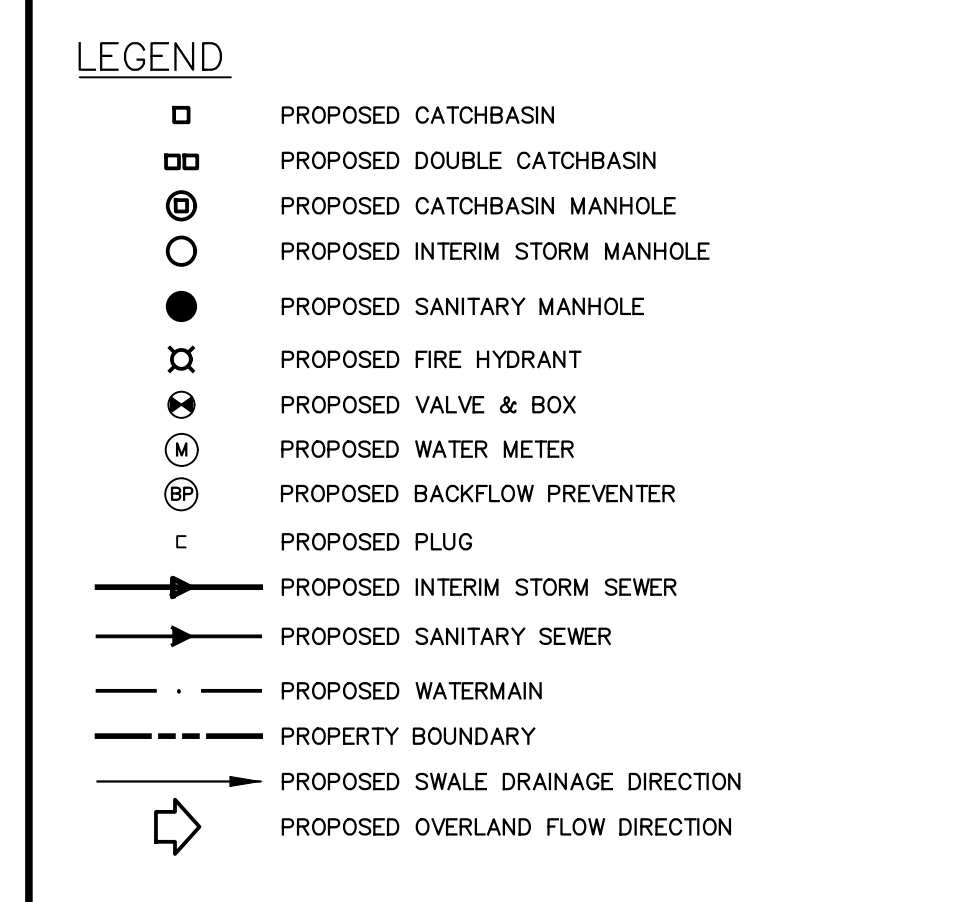 LEGEND
PROPOSED CATCHBASIN
PROPOSED DOUBLE CATCHBASIN
PROPOSED CATCHBASIN MANHOLE
PROPOSED INTERIM STORM MANHOLE
PROPOSED SANITARY MANHOLE
PROPOSED FIRE HYDRANT
PROPOSED VALVE & BOX
M PROPOSED WATER METER
BP PROPOSED BACKFLOW PREVENTER
PROPOSED PLUG
PROPOSED INTERIM STORM SEWER
PROPOSED SANITARY SEWER
PROPOSED WATERMAIN
PROPERTY BOUNDARY
PROPOSED SWALE DRAINAGE DIRECTION
PROPOSED OVERLAND FLOW DIRECTION